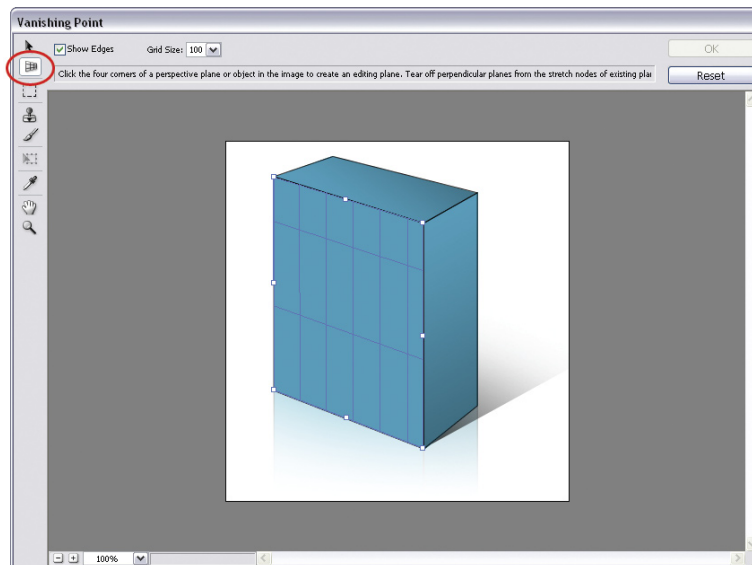 Vanishing Point
Show Edges Grid Size: 100 OK
Click the four corners of a perspective plane or object in the image to create an editing plane. Tear off perpendicular planes from the stretch nodes of existing Reset
100%